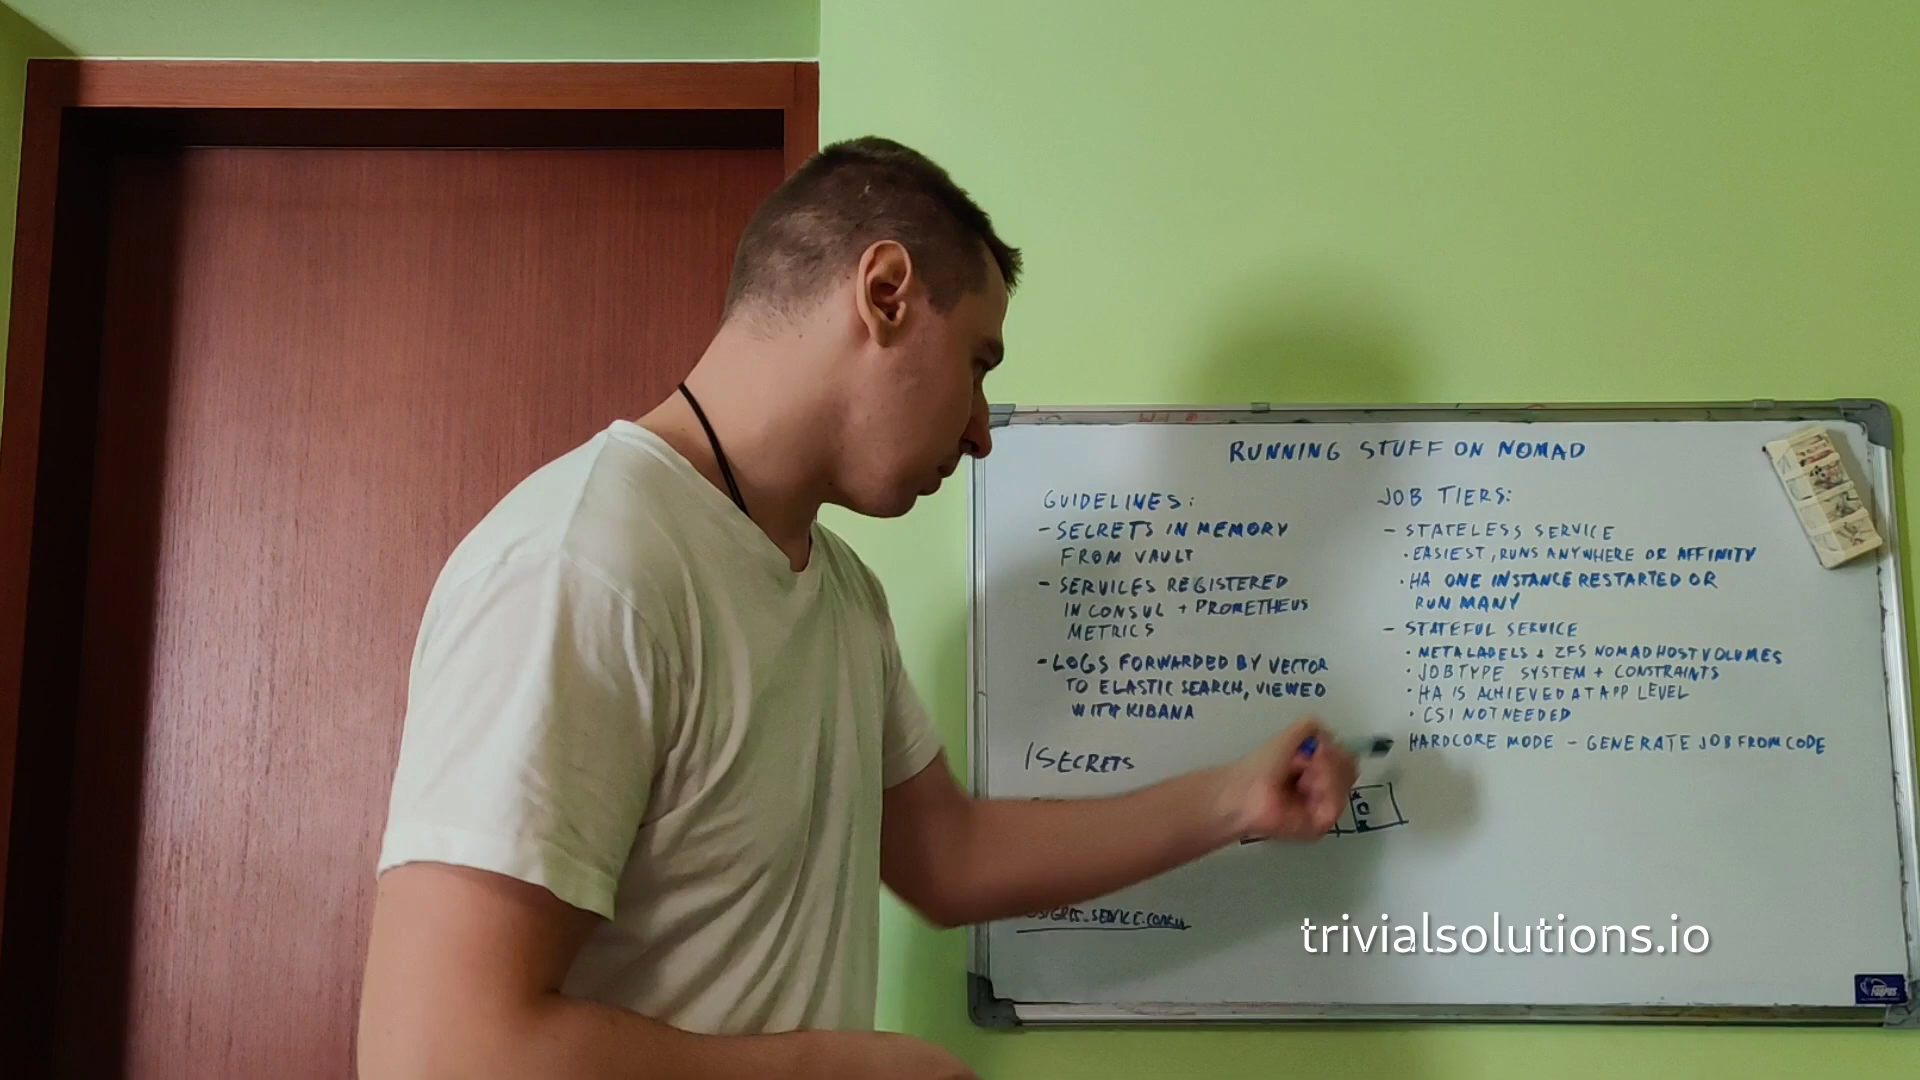 RUNNING STUFF ON NOMAD
GUIDELINES:
- SECRETS IN MEMORY
FROM VAULT
- SERVICES REGISTERED
IN CONSUL + PROMETHEUS
METRICS
- LOGS FORWARDED BY VECTOR
TO ELASTIC SEARCH, VIEWED
WITH KIBANA
/SECRETS
JOB TIERS:
- STATELESS SERVICE
· EASIEST, RUNS ANYWHERE OR AFFINITY
· HA ONE INSTANCE RESTARTED OR
RUN MANY
- STATEFUL SERVICE
· META LABELS + ZFS NOMAD HOST VOLUMES
· JOB TYPE SYSTEM + CONSTRAINTS
· HA IS ACHIEVED AT APP LEVEL
· CSI NOT NEEDED
HARDCORE MODE - GENERATE JOB FROM CODE
trivialsolutions.io